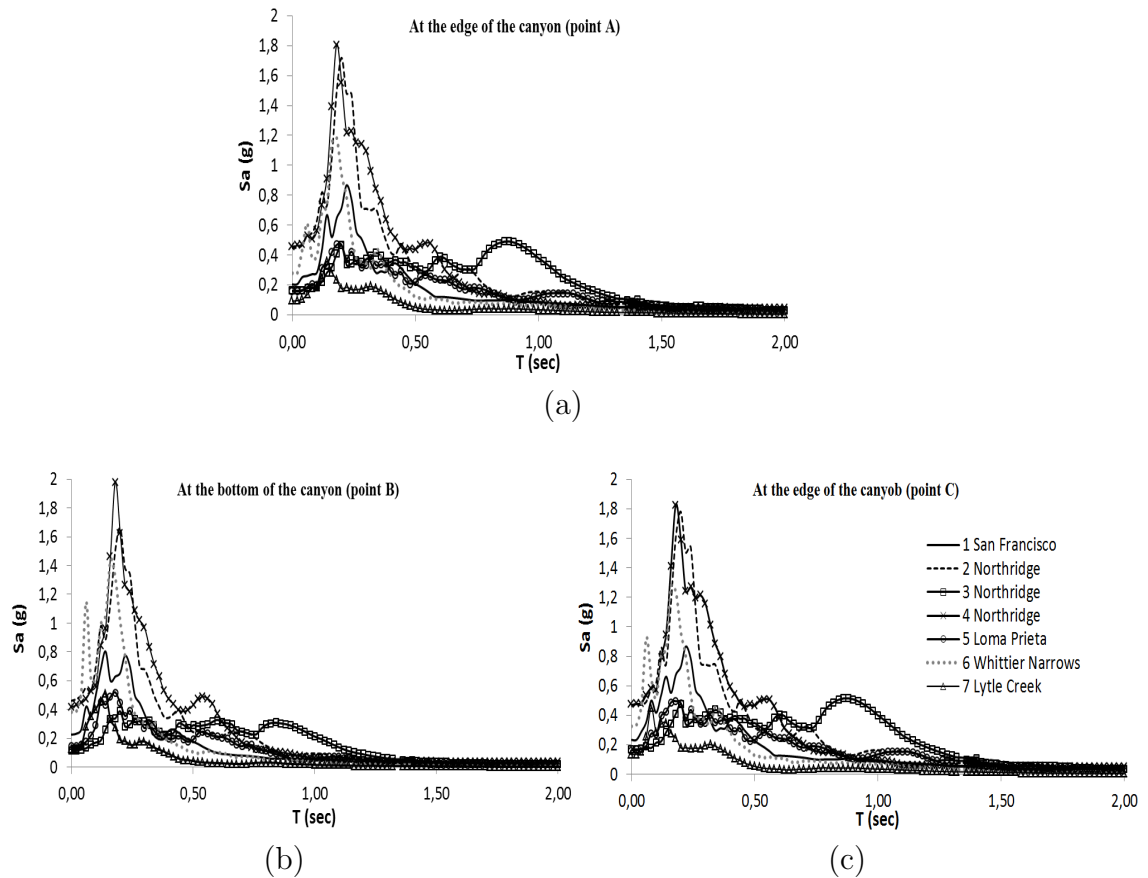 At the edge of the canyon (point A)
2
1,8
1,6
1,4
1,2
1
0,8
0,6
0,4
0,2
0
Sa (g)
0,00 0,50 1,00 1,50 2,00
T (sec)
(a)
At the bottom of the canyon (point B)
2
1,8
1,6
1,4
1,2
1
0,8
0,6
0,4
0,2
0
Sa (g)
0,00 0,50 1,00 1,50 2,00
T (sec)
(b)
At the edge of the canyob (point C)
2
1,8
1,6
1,4
1,2
1
0,8
0,6
0,4
0,2
0
Sa (g)
0,00 0,50 1,00 1,50 2,00
T (sec)
1 San Francisco
2 Northridge
3 Northridge
4 Northridge
5 Loma Prieta
6 Whittier Narrows
7 Lytle Creek
(c)